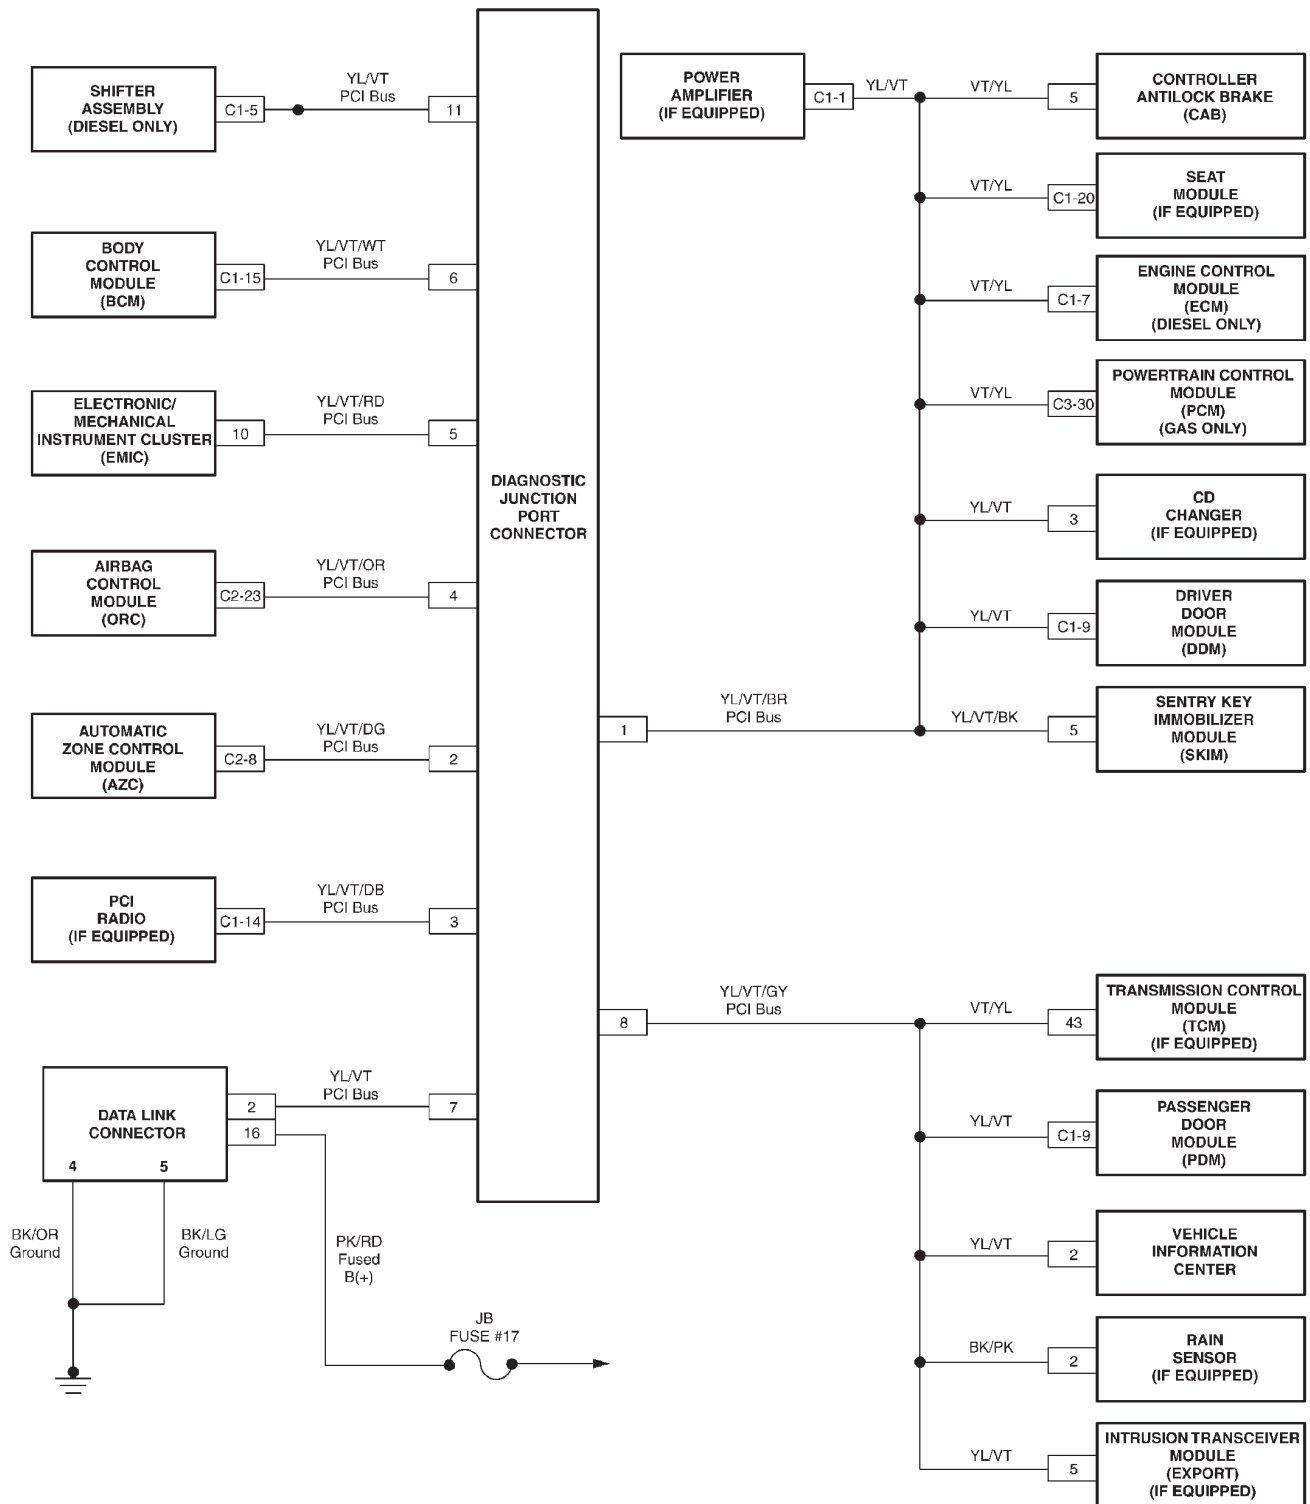 SHIFTER
ASSEMBLY
(DIESEL ONLY)
C1-5
YL/VT
PCI Bus
11
BODY
CONTROL
MODULE
(BCM)
C1-15
YL/VT/WT
PCI Bus
6
ELECTRONIC/
MECHANICAL
INSTRUMENT CLUSTER
(EMIC)
10
YL/VT/RD
PCI Bus
5
AIRBAG
CONTROL
MODULE
(ORC)
C2-23
YL/VT/OR
PCI Bus
4
AUTOMATIC
ZONE CONTROL
MODULE
(AZC)
C2-8
YL/VT/DG
PCI Bus
2
PCI
RADIO
(IF EQUIPPED)
C1-14
YL/VT/DB
PCI Bus
3
DATA LINK
CONNECTOR
2
16
4
5
YL/VT
PCI Bus
7
BK/OR
Ground
BK/LG
Ground
PK/RD
Fused
B(+)
JB
FUSE #17
DIAGNOSTIC
JUNCTION
PORT
CONNECTOR
POWER
AMPLIFIER
(IF EQUIPPED)
C1-1
YL/VT
VT/YL
5
CONTROLLER
ANTILOCK BRAKE
(CAB)
VT/YL
C1-20
SEAT
MODULE
(IF EQUIPPED)
VT/YL
C1-7
ENGINE CONTROL
MODULE
(ECM)
(DIESEL ONLY)
VT/YL
C3-30
POWERTRAIN CONTROL
MODULE
(PCM)
(GAS ONLY)
YL/VT
3
CD
CHANGER
(IF EQUIPPED)
YL/VT
C1-9
DRIVER
DOOR
MODULE
(DDM)
1
YL/VT/BR
PCI Bus
YL/VT/BK
5
SENTRY KEY
IMMOBILIZER
MODULE
(SKIM)
8
YL/VT/GY
PCI Bus
VT/YL
43
TRANSMISSION CONTROL
MODULE
(TCM)
(IF EQUIPPED)
YL/VT
C1-9
PASSENGER
DOOR
MODULE
(PDM)
YL/VT
2
VEHICLE
INFORMATION
CENTER
BK/PK
2
RAIN
SENSOR
(IF EQUIPPED)
YL/VT
5
INTRUSION TRANSCEIVER
MODULE
(EXPORT)
(IF EQUIPPED)